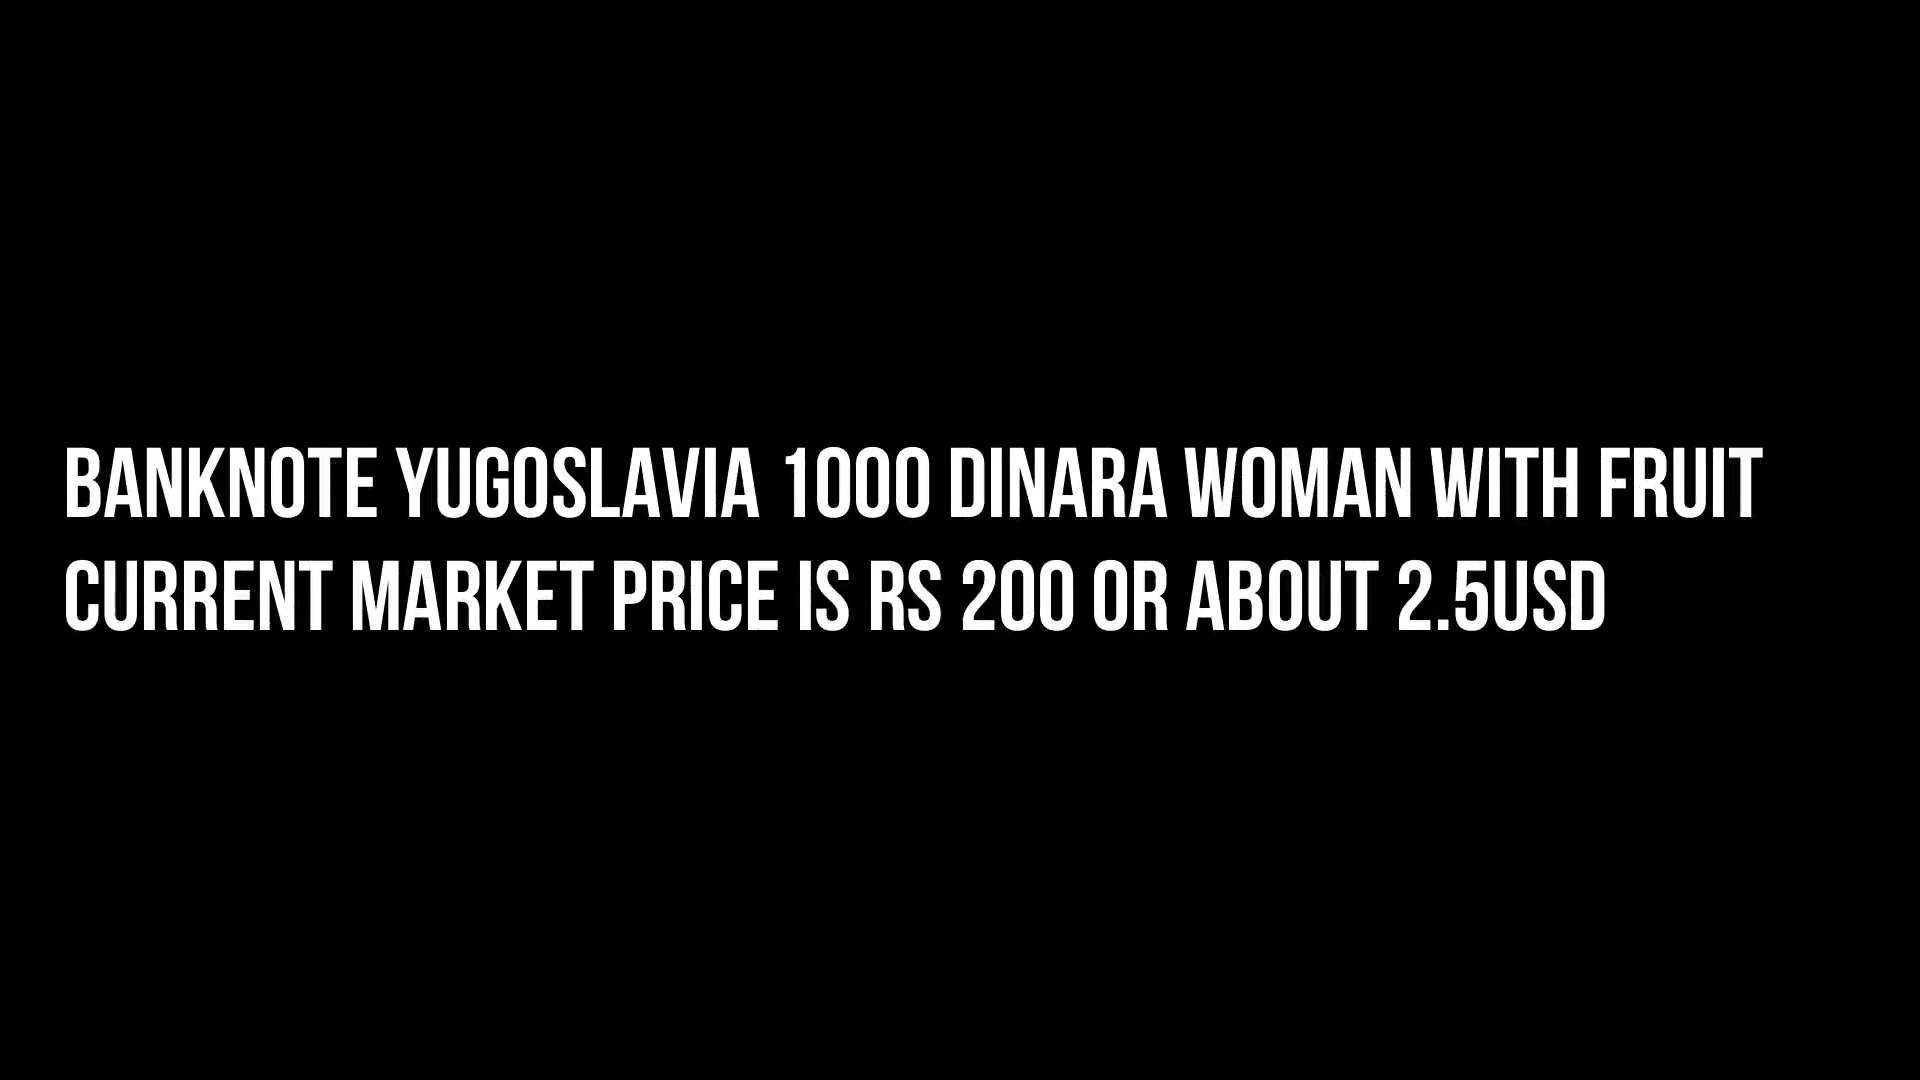 BANKNOTE YUGOSLAVIA 1000 DINARA WOMAN WITH FRUIT
CURRENT MARKET PRICE IS RS 200 OR ABOUT 2.5USD